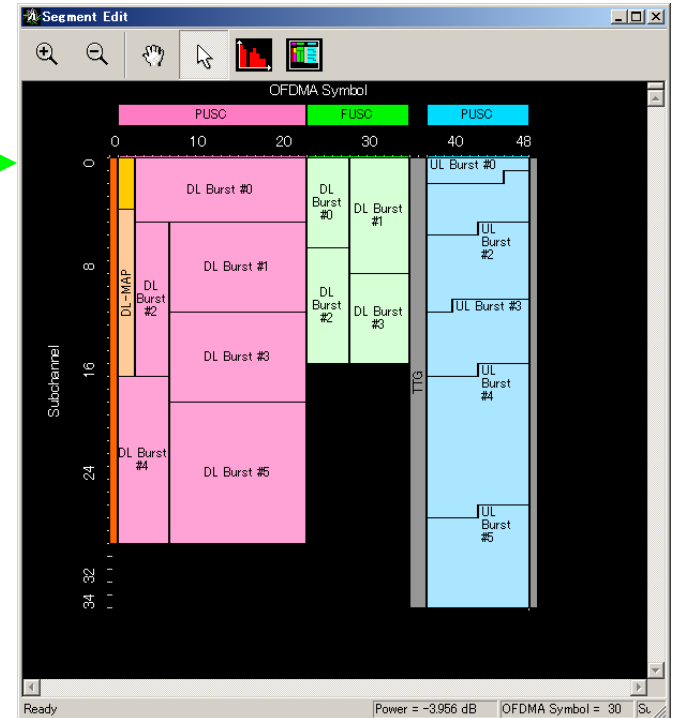 Segment Edit
OFDMA Symbol
PUSC FUSC PUSC
0 10 20 30 40 48
Subchannel
0
8
16
24
32
34
DL-MAP
DL Burst #0
DL Burst #1
DL
Burst
#2
DL Burst #3
DL Burst
#4
DL Burst #5
DL
Burst
#0
DL Burst
#1
DL
Burst
#2
DL Burst
#3
TTG
UL Burst #0
UL
Burst
#2
UL Burst #3
UL
Burst
#4
UL
Burst
#5
Ready Power = -3.956 dB OFDMA Symbol = 30